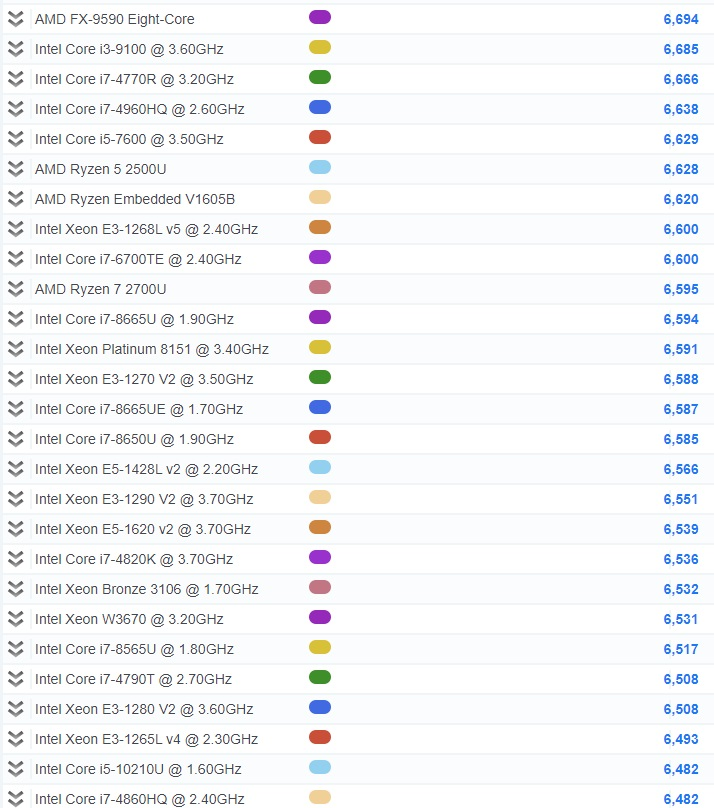 AMD FX-9590 Eight-Core 6,694
Intel Core i3-9100 @ 3.60GHz 6,685
Intel Core i7-4770R @ 3.20GHz 6,666
Intel Core i7-4960HQ @ 2.60GHz 6,638
Intel Core i5-7600 @ 3.50GHz 6,629
AMD Ryzen 5 2500U 6,628
AMD Ryzen Embedded V1605B 6,620
Intel Xeon E3-1268L v5 @ 2.40GHz 6,600
Intel Core i7-6700TE @ 2.40GHz 6,600
AMD Ryzen 7 2700U 6,595
Intel Core i7-8665U @ 1.90GHz 6,594
Intel Xeon Platinum 8151 @ 3.40GHz 6,591
Intel Xeon E3-1270 V2 @ 3.50GHz 6,588
Intel Core i7-8665UE @ 1.70GHz 6,587
Intel Core i7-8650U @ 1.90GHz 6,585
Intel Xeon E5-1428L v2 @ 2.20GHz 6,566
Intel Xeon E3-1290 V2 @ 3.70GHz 6,551
Intel Xeon E5-1620 v2 @ 3.70GHz 6,539
Intel Core i7-4820K @ 3.70GHz 6,536
Intel Xeon Bronze 3106 @ 1.70GHz 6,532
Intel Xeon W3670 @ 3.20GHz 6,531
Intel Core i7-8565U @ 1.80GHz 6,517
Intel Core i7-4790T @ 2.70GHz 6,508
Intel Xeon E3-1280 V2 @ 3.60GHz 6,508
Intel Xeon E3-1265L v4 @ 2.30GHz 6,493
Intel Core i5-10210U @ 1.60GHz 6,482
Intel Core i7-4860HQ @ 2.40GHz 6,482